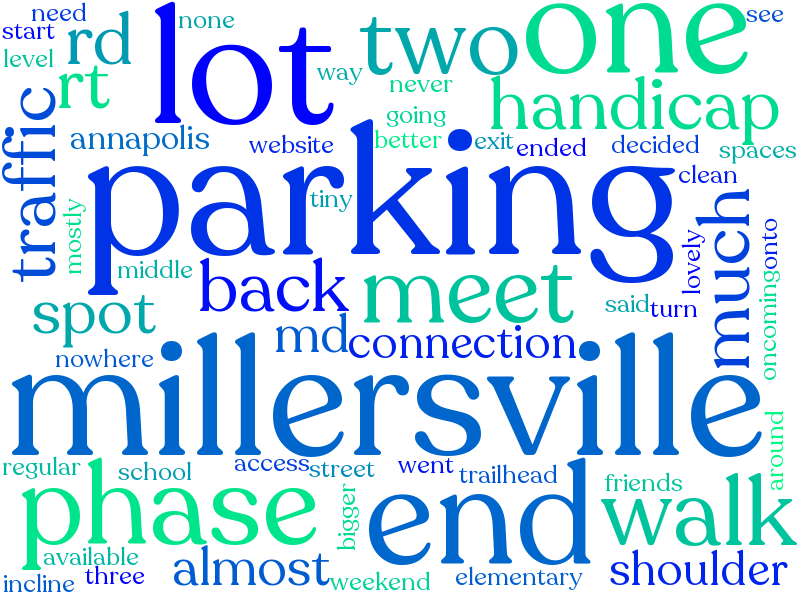 need
none
see
start
rd
lot
two
one
level
rt
way
never
handicap
going
traffic
annapolis
website
better
exit
ended
decided
spaces
parking
clean
tiny
mostly
much
lovely
onto
middle
back
meet
oncoming
spot
said
turn
md
connection
nowhere
millersville
regular
school
access
street
went
trailhead
around
phase
bigger
end
friends
walk
available
almost
shoulder
incline
three
weekend
elementary